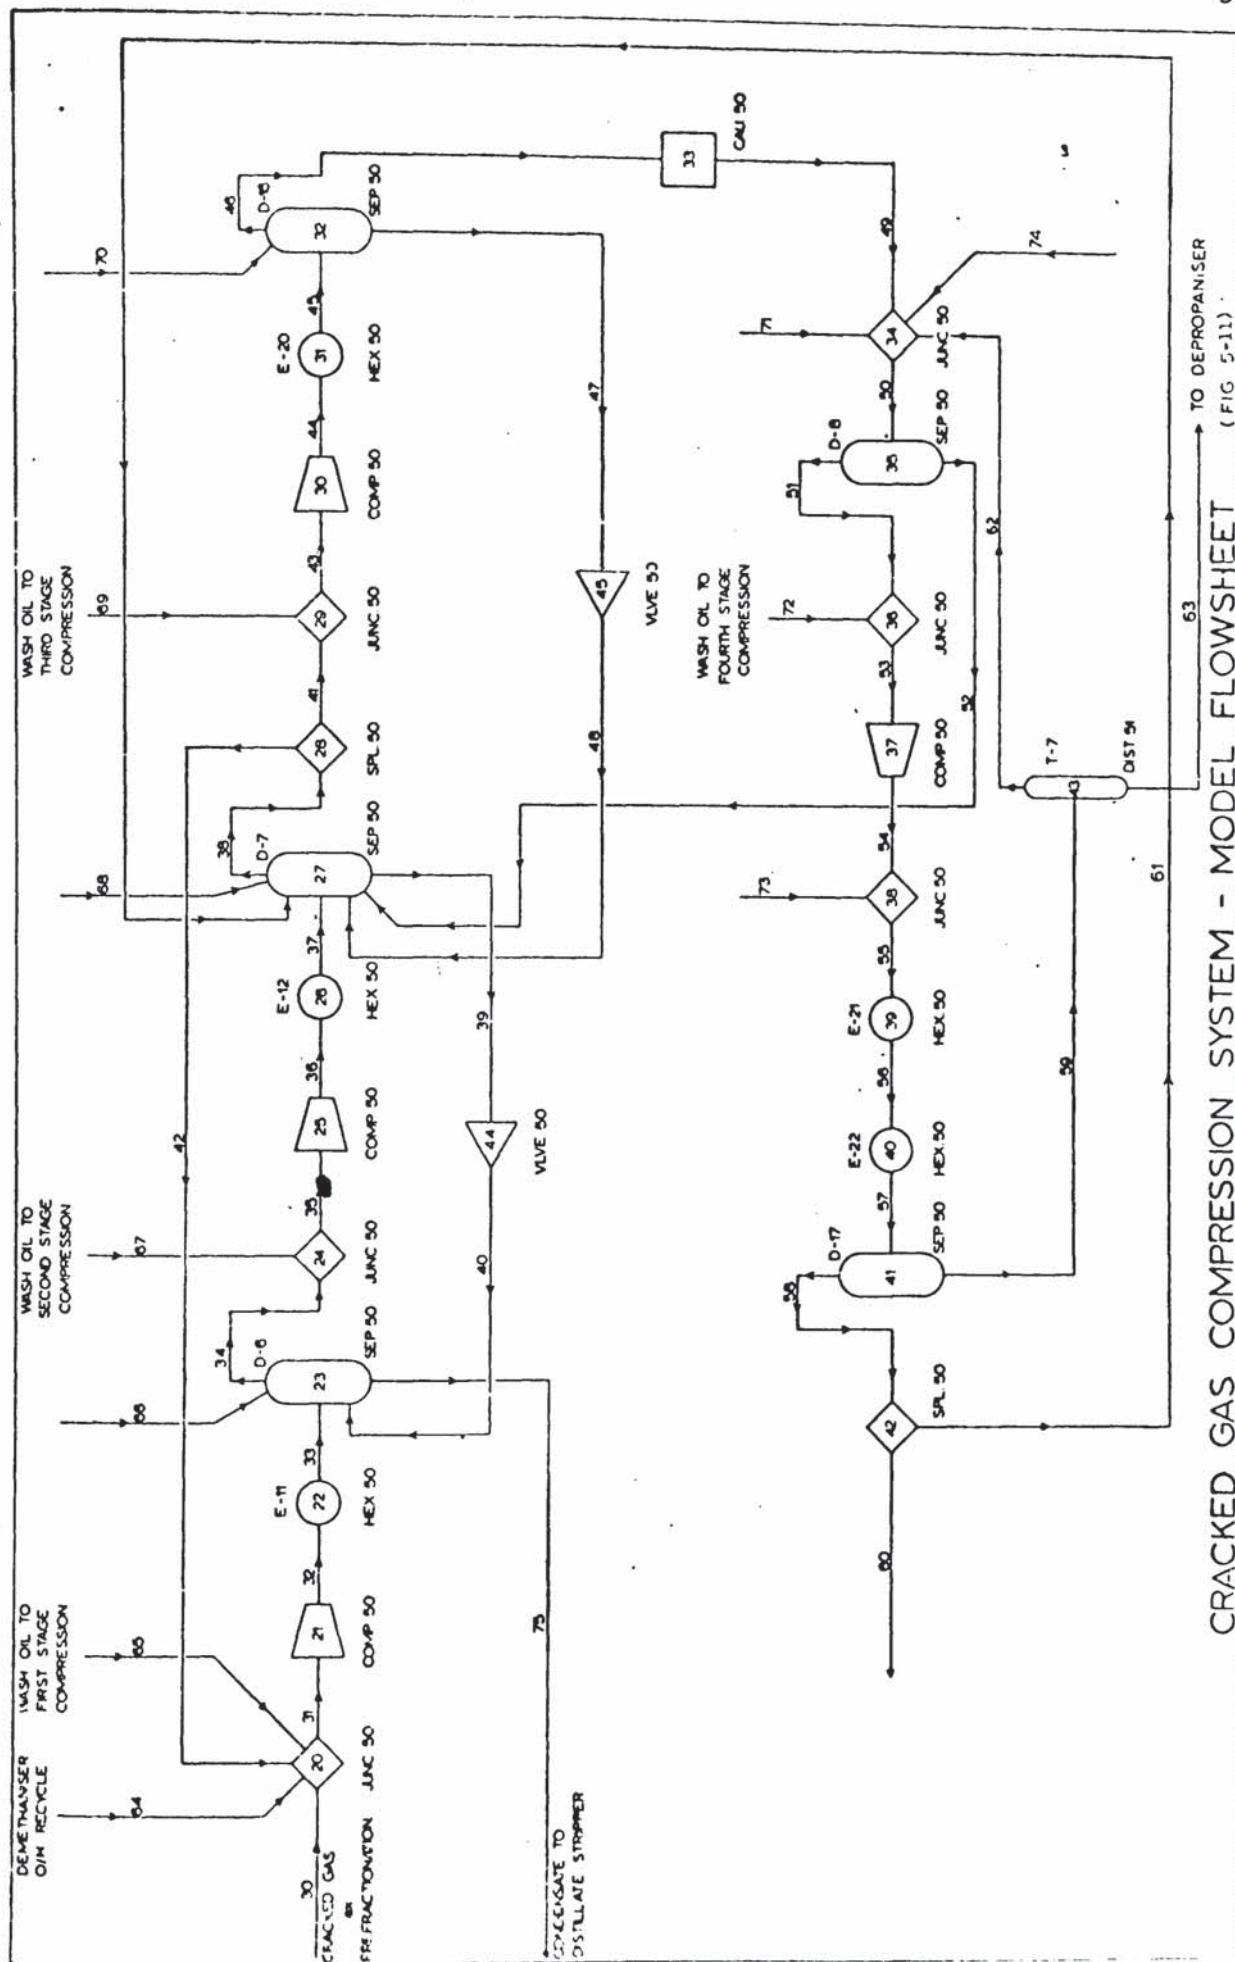 DEMETHANISER
O/H RECYCLE
64
WASH OIL TO
FIRST STAGE
COMPRESSION
65
WASH OIL TO
SECOND STAGE
COMPRESSION
67
WASH OIL TO
THIRD STAGE
COMPRESSION
69
66
68
70
42
30
CRACKED GAS
ex
PREFRACTIONATION
20
JUNC 50
31
21
COMP 50
32
E-11
22
HEX 50
33
34
D-6
23
SEP 50
24
JUNC 50
35
25
COMP 50
36
E-12
26
HEX 50
37
38
D-7
27
SEP 50
28
SPL 50
41
29
JUNC 50
43
30
COMP 50
44
E-20
31
HEX 50
45
46
D-16
32
SEP 50
47
45
VLVE 50
48
39
44
VLVE 50
40
75
CONDENSATE TO
DISTILLATE STRIPPER
33
CAU 50
49
71
34
JUNC 50
74
50
D-8
35
SEP 50
51
52
WASH OIL TO
FOURTH STAGE
COMPRESSION
72
36
JUNC 50
53
37
COMP 50
54
73
38
JUNC 50
55
E-21
39
HEX 50
56
E-22
40
HEX 50
57
D-17
41
SEP 50
58
42
SPL 50
60
59
T-7
43
DIST 51
62
61
63
TO DEPROPANISER
(FIG 5-11)
CRACKED GAS COMPRESSION SYSTEM - MODEL FLOWSHEET